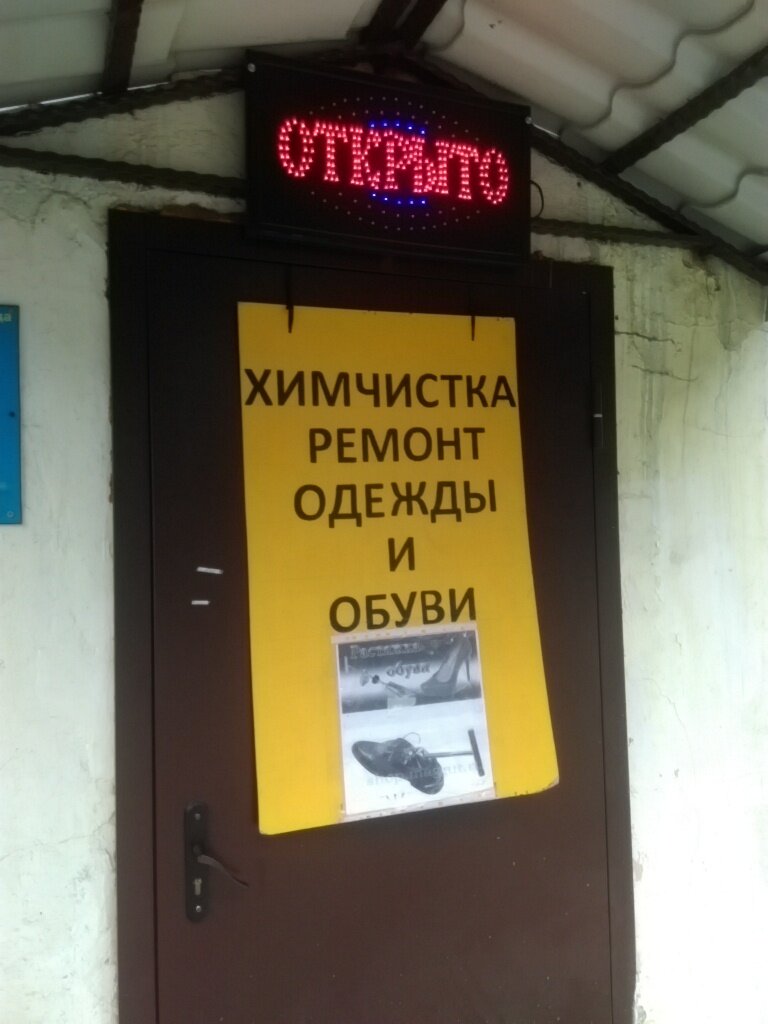 ОТКРЫТО
ХИМЧИСТКА
РЕМОНТ
ОДЕЖДЫ
И
ОБУВИ
Растяжка
обуви